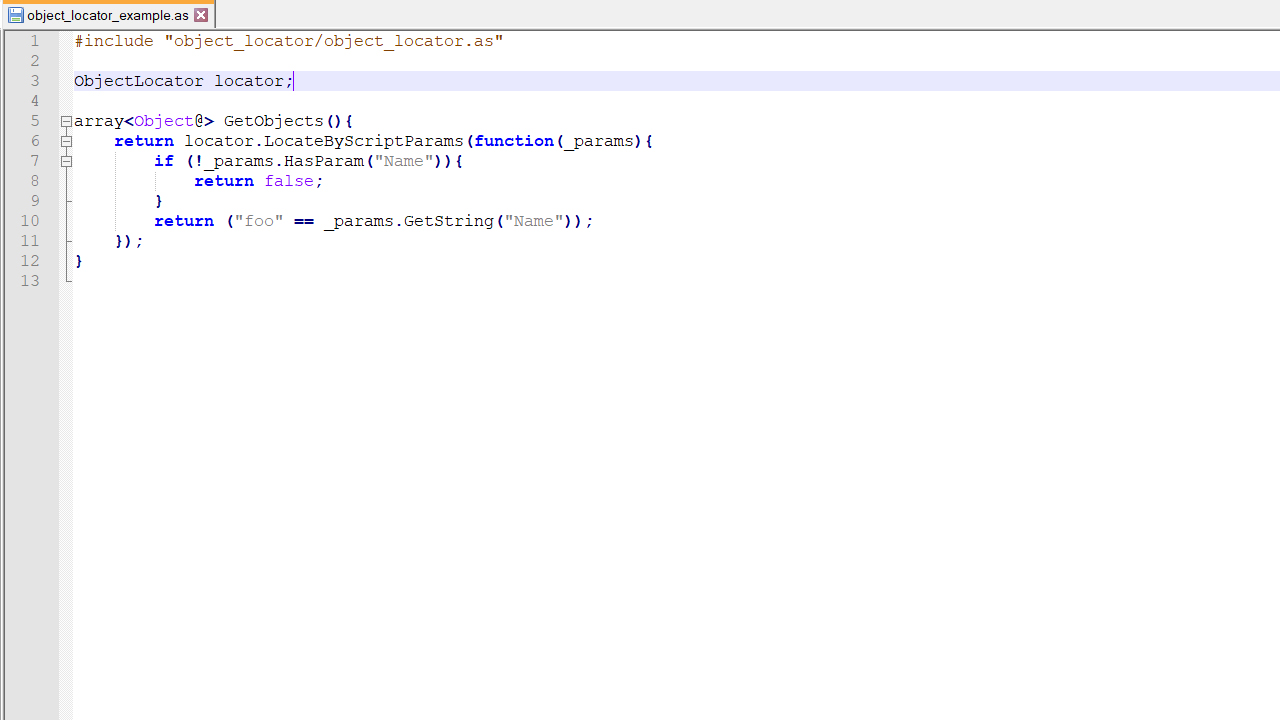 object_locator_example.as
1 #include "object_locator/object_locator.as"
2
3 ObjectLocator locator;
4
5 array<Object@> GetObjects(){
6     return locator.LocateByScriptParams(function(_params){
7         if (!_params.HasParam("Name")){
8             return false;
9         }
10         return ("foo" == _params.GetString("Name"));
11     });
12 }
13